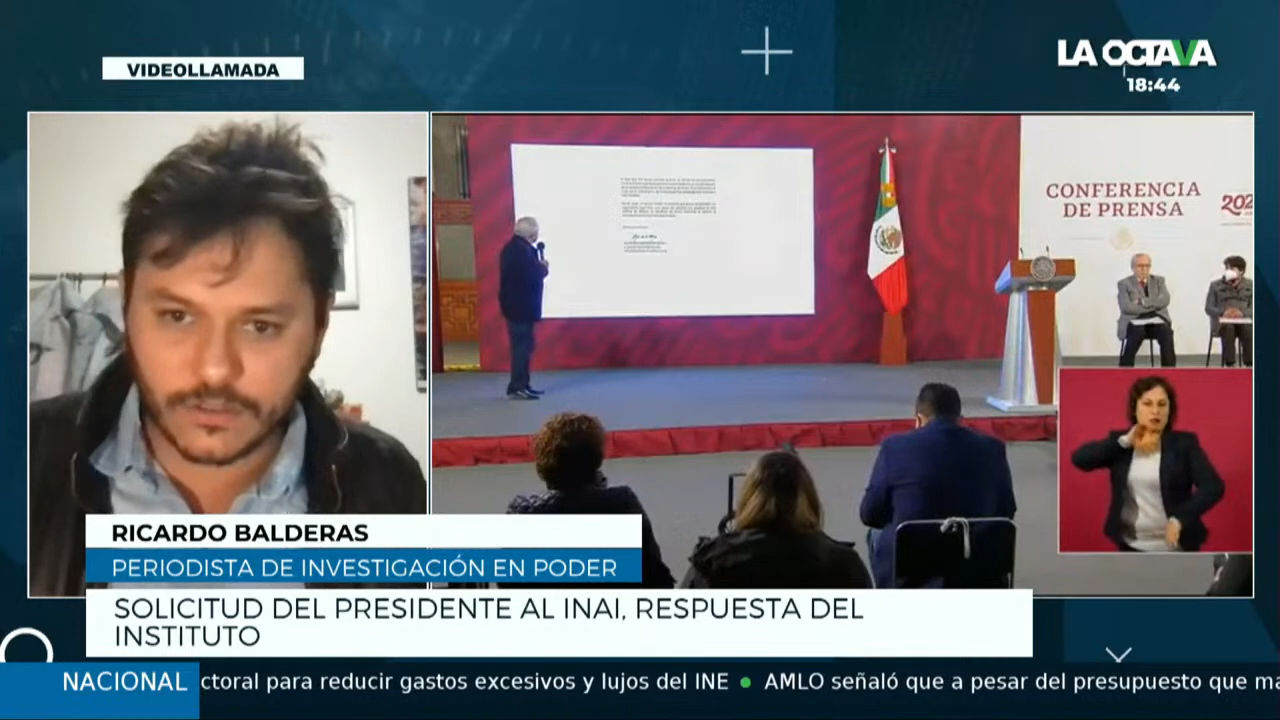 VIDEOLLAMADA
LA OCTAVA
18:44
CONFERENCIA
DE PRENSA
202
RICARDO BALDERAS
PERIODISTA DE INVESTIGACIÓN EN PODER
SOLICITUD DEL PRESIDENTE AL INAI, RESPUESTA DEL
INSTITUTO
NACIONAL
ctoral para reducir gastos excesivos y lujos del INE • AMLO señaló que a pesar del presupuesto que ma